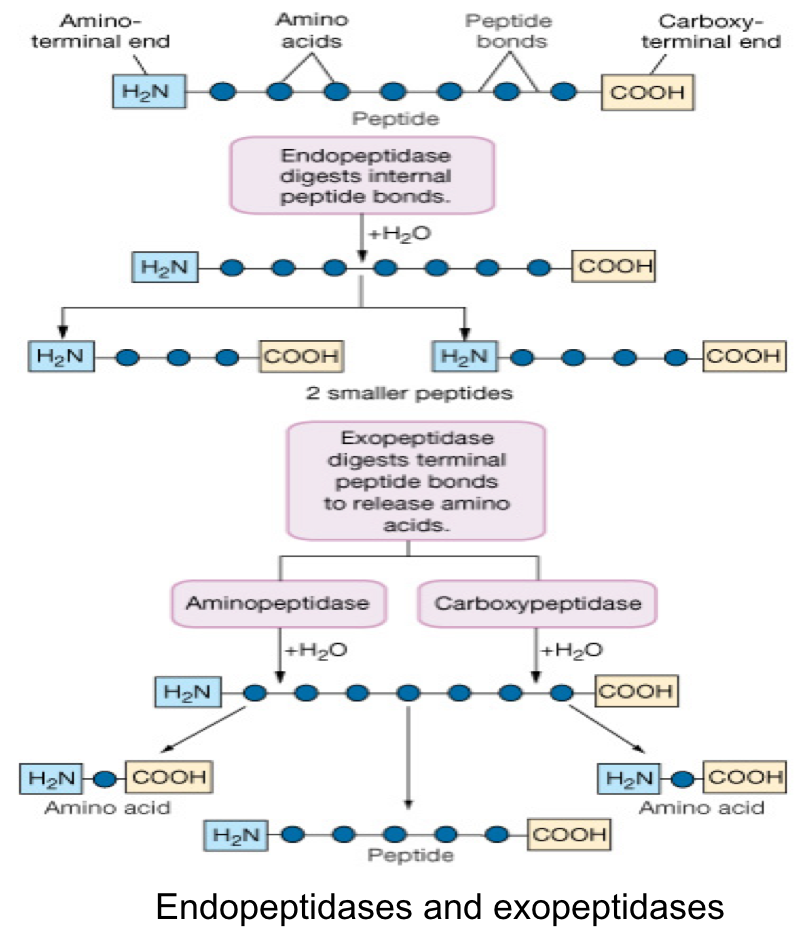 Amino-
terminal end
Amino
acids
Peptide
bonds
Carboxy-
terminal end
H₂N
COOH
Peptide
Endopeptidase
digests internal
peptide bonds.
+H₂O
H₂N
COOH
H₂N
COOH
H₂N
COOH
2 smaller peptides
Exopeptidase
digests terminal
peptide bonds
to release amino
acids.
Aminopeptidase
Carboxypeptidase
+H₂O
+H₂O
H₂N
COOH
H₂N
COOH
Amino acid
H₂N
COOH
Amino acid
H₂N
COOH
Peptide
Endopeptidases and exopeptidases